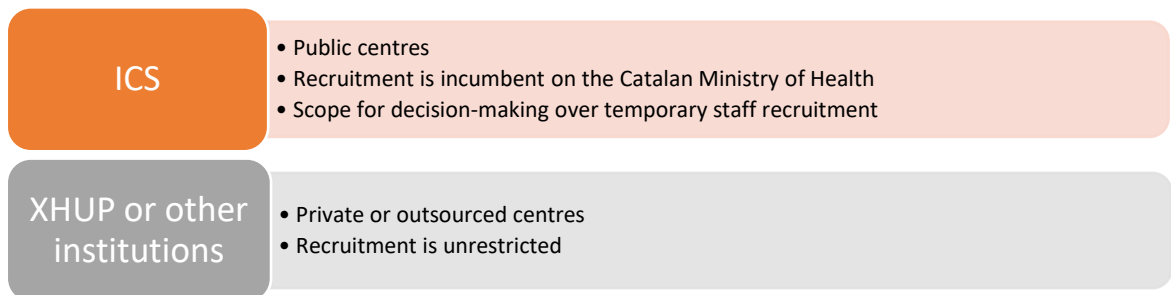 ICS
• Public centres
• Recruitment is incumbent on the Catalan Ministry of Health
• Scope for decision-making over temporary staff recruitment
XHUP or other
institutions
• Private or outsourced centres
• Recruitment is unrestricted